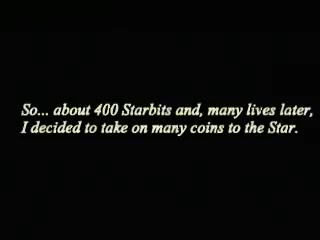 So... about 400 Starbits and, many lives later,
I decided to take on many coins to the Star.